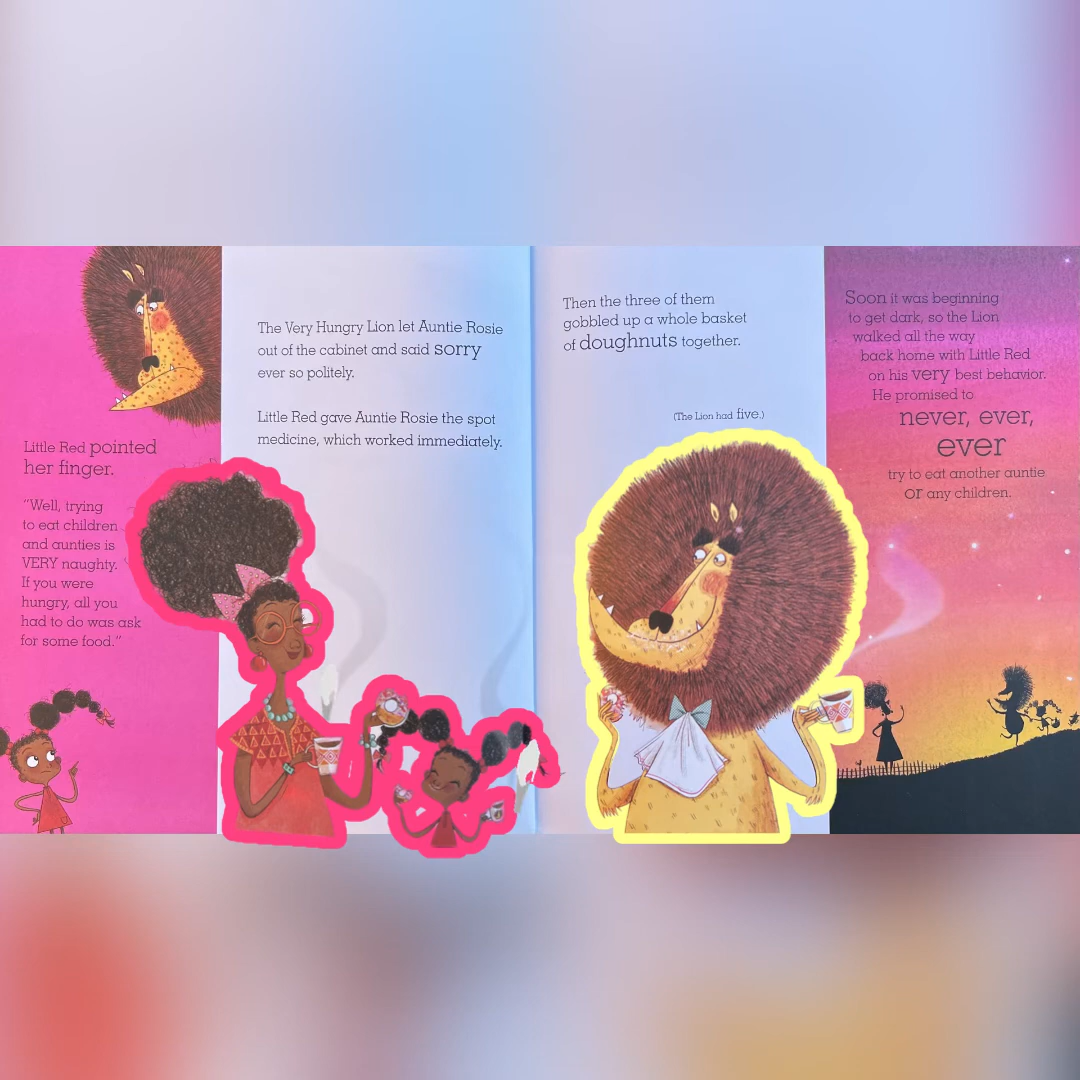 Little Red pointed
her finger.
“Well, trying
to eat children
and aunties is
VERY naughty.
If you were
hungry, all you
had to do was ask
for some food.”
The Very Hungry Lion let Auntie Rosie
out of the cabinet and said sorry
ever so politely.
Little Red gave Auntie Rosie the spot
medicine, which worked immediately.
Then the three of them
gobbled up a whole basket
of doughnuts together.
(The Lion had five.)
Soon it was beginning
to get dark, so the Lion
walked all the way
back home with Little Red
on his very best behavior.
He promised to
never, ever,
ever
try to eat another auntie
or any children.